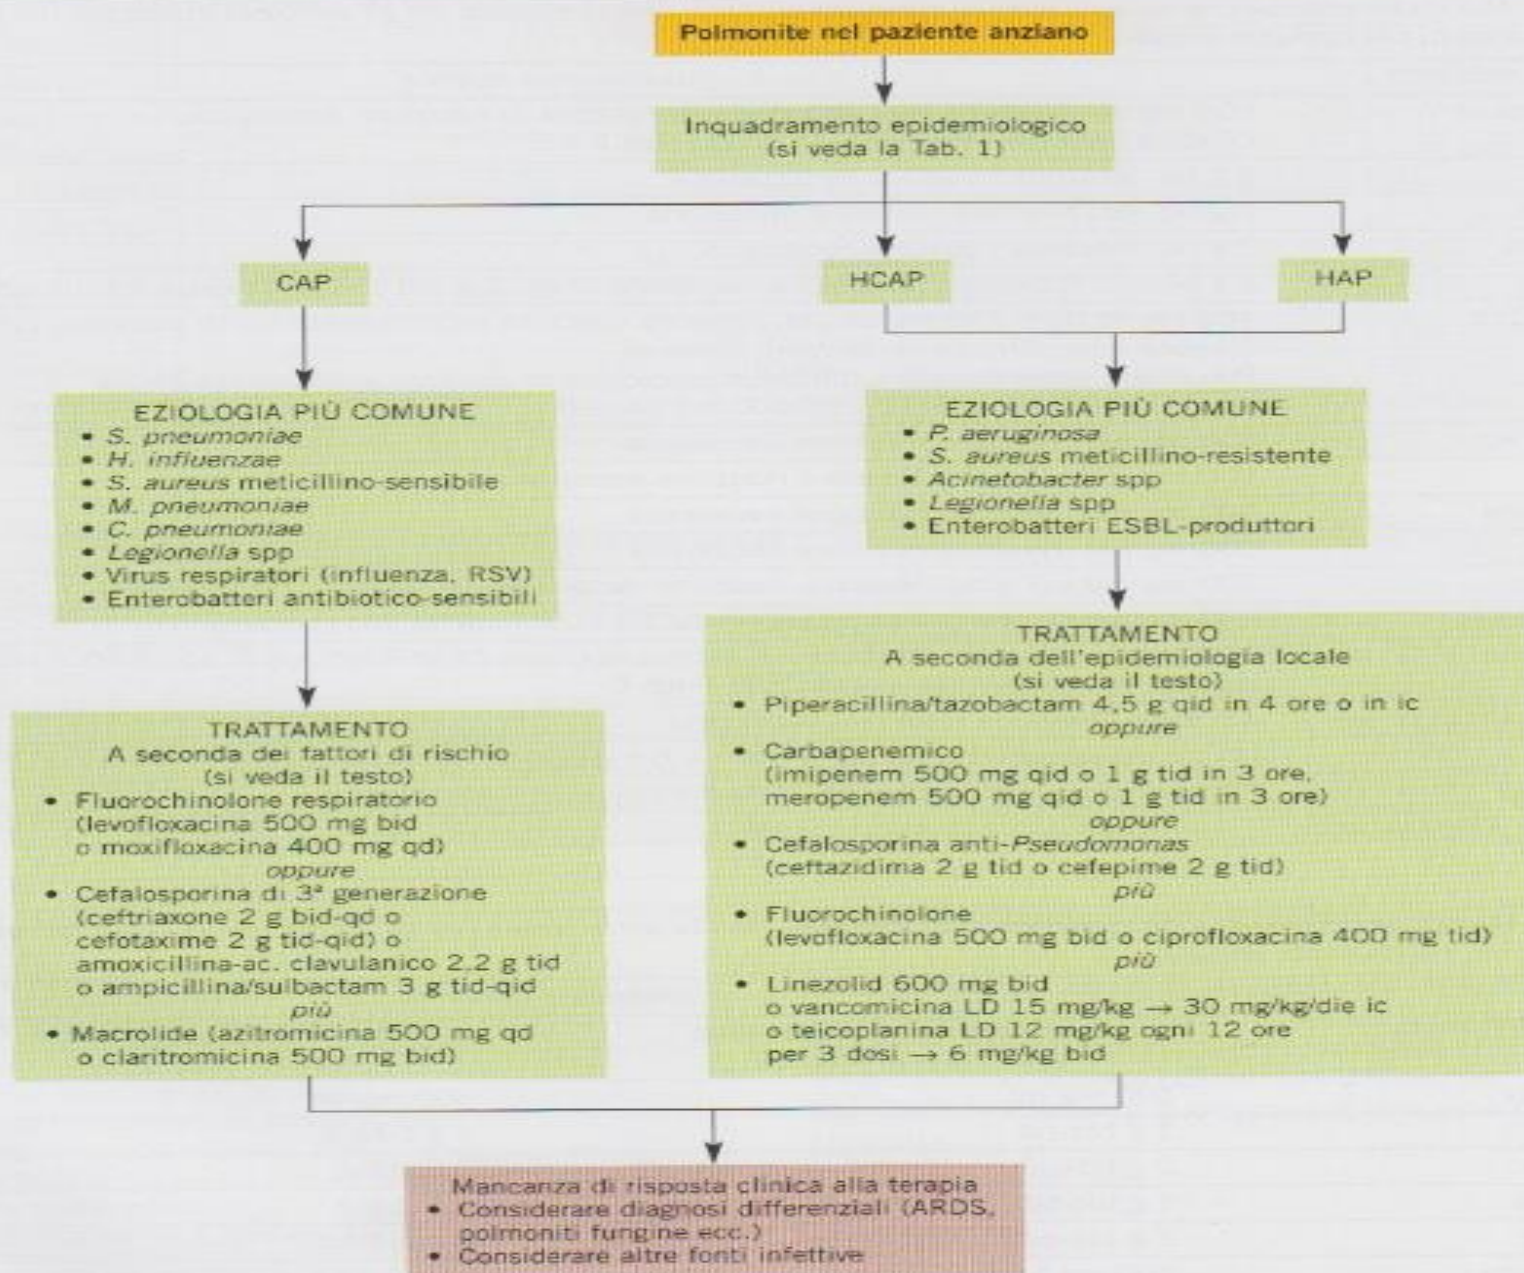 Polmonite nel paziente anziano
Inquadramento epidemiologico
(si veda la Tab. 1)
CAP
HCAP
HAP
EZIOLOGIA PIÙ COMUNE
• S. pneumoniae
• H. influenzae
• S. aureus meticillino-sensibile
• M. pneumoniae
• C. pneumoniae
• Legionella spp
• Virus respiratori (influenza, RSV)
• Enterobatteri antibiotico-sensibili
EZIOLOGIA PIÙ COMUNE
• P. aeruginosa
• S. aureus meticillino-resistente
• Acinetobacter spp
• Legionella spp
• Enterobatteri ESBL-produttori
TRATTAMENTO
A seconda dei fattori di rischio
(si veda il testo)
• Fluorochinolone respiratorio
(levofloxacina 500 mg bid
o moxifloxacina 400 mg qd)
oppure
• Cefalosporina di 3ª generazione
(ceftriaxone 2 g bid-qd o
cefotaxime 2 g tid-qid) o
amoxicillina-ac. clavulanico 2,2 g tid
o ampicillina/sulbactam 3 g tid-qid
più
• Macrolide (azitromicina 500 mg qd
o claritromicina 500 mg bid)
TRATTAMENTO
A seconda dell'epidemiologia locale
(si veda il testo)
• Piperacillina/tazobactam 4,5 g qid in 4 ore o in ic
oppure
• Carbapenemico
(imipenem 500 mg qid o 1 g tid in 3 ore,
meropenem 500 mg qid o 1 g tid in 3 ore)
oppure
• Cefalosporina anti-Pseudomonas
(ceftazidima 2 g tid o cefepime 2 g tid)
più
• Fluorochinolone
(levofloxacina 500 mg bid o ciprofloxacina 400 mg tid)
più
• Linezolid 600 mg bid
o vancomicina LD 15 mg/kg → 30 mg/kg/die ic
o teicoplanina LD 12 mg/kg ogni 12 ore
per 3 dosi → 6 mg/kg bid
Mancanza di risposta clinica alla terapia
• Considerare diagnosi differenziali (ARDS,
polmoniti fungine ecc.)
• Considerare altre fonti infettive